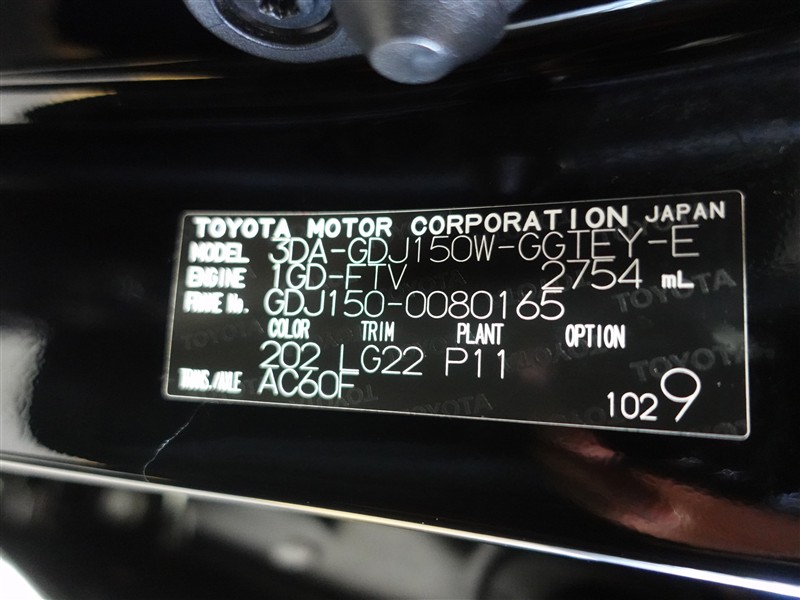 TOYOTA MOTOR CORPORATION JAPAN
MODEL 3DA-GDJ150W-GGTEY-E
ENGINE 1GD-FTV 2754 mL
FRAME No. GDJ150-0080165
COLOR TRIM PLANT OPTION
202 LG22 P11
TRANS./AXLE AC60F
1029